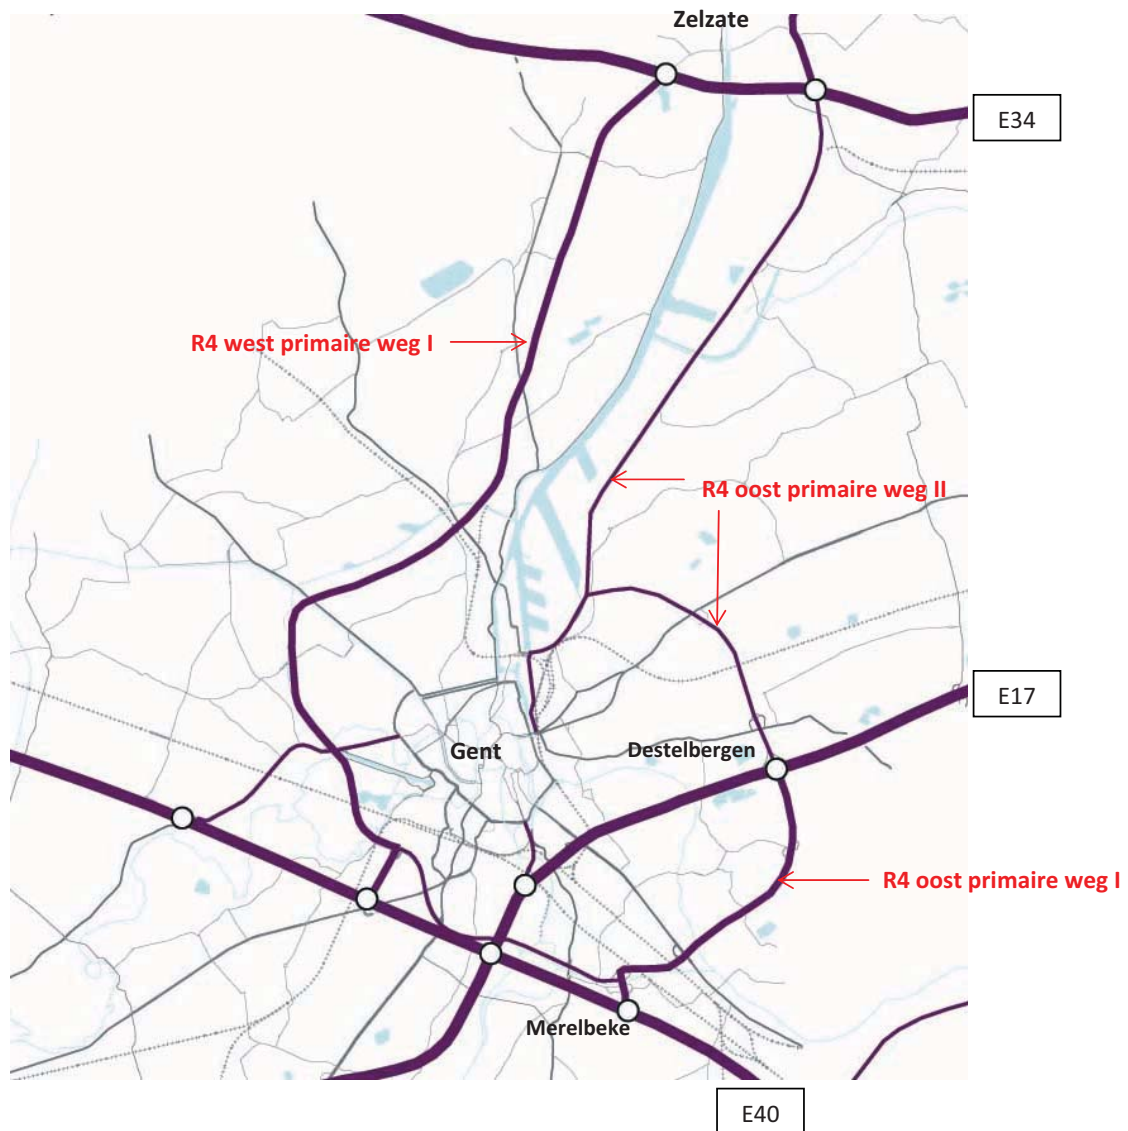 Zelzate
E34
R4 west primaire weg I
R4 oost primaire weg II
E17
Gent
Destelbergen
R4 oost primaire weg I
Merelbeke
E40